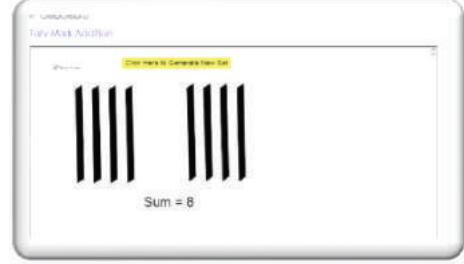 Tally Mark Addition
Click Here to Generate New Set
Sum = 8